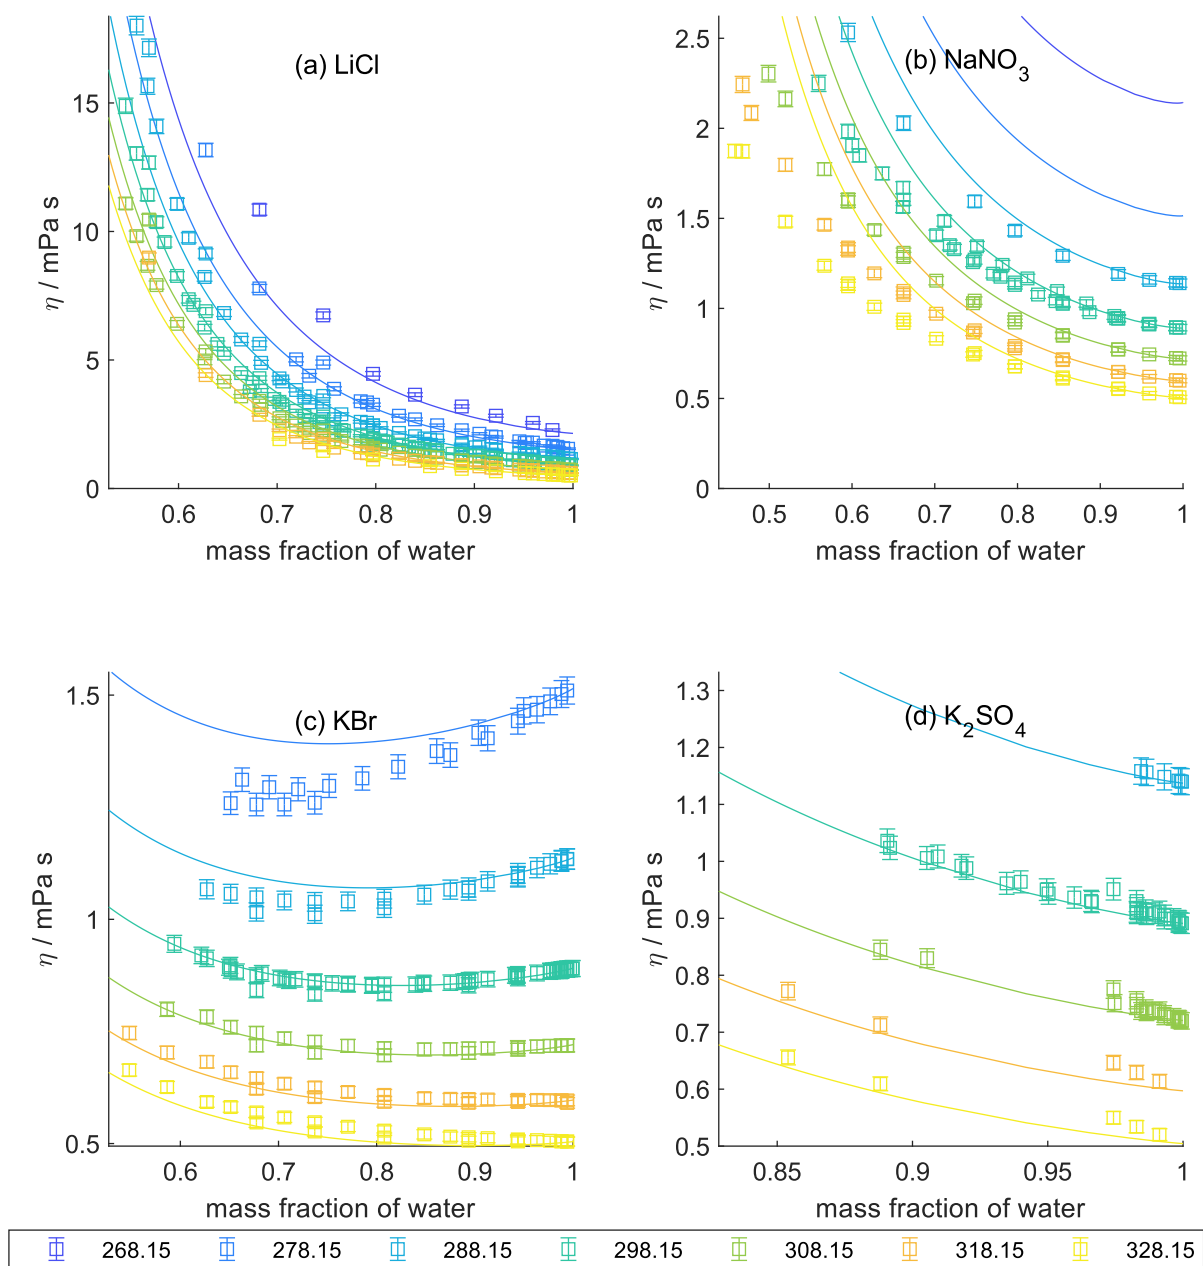 (a) LiCl
15
10
5
0
0.6 0.7 0.8 0.9 1
η / mPa s
mass fraction of water
(b) NaNO3
2.5
2
1.5
1
0.5
0
0.5 0.6 0.7 0.8 0.9 1
η / mPa s
mass fraction of water
(c) KBr
1.5
1
0.5
0.6 0.7 0.8 0.9 1
η / mPa s
mass fraction of water
(d) K2SO4
1.3
1.2
1.1
1
0.9
0.8
0.7
0.6
0.5
0.85 0.9 0.95 1
η / mPa s
mass fraction of water
268.15 278.15 288.15 298.15 308.15 318.15 328.15